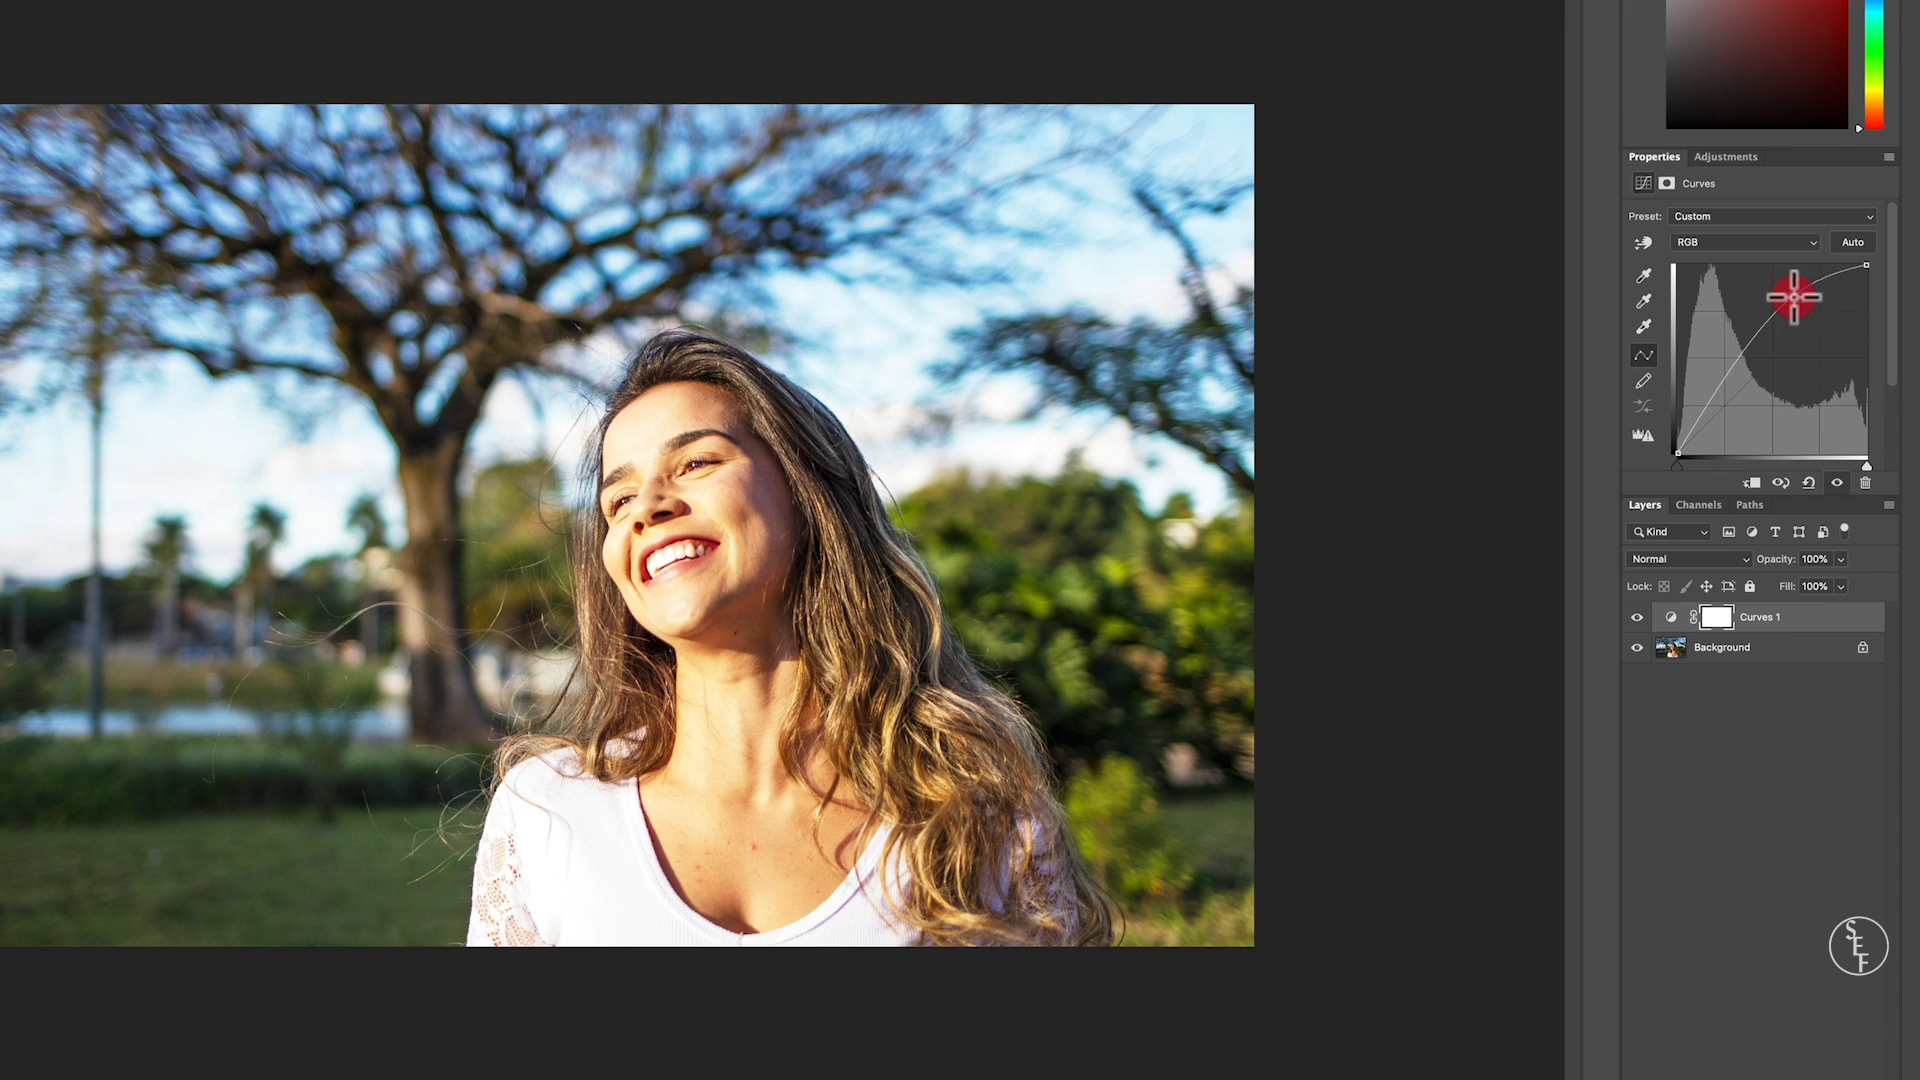 Properties Adjustments
Curves
Preset: Custom
RGB Auto
Layers Channels Paths
Kind
Normal Opacity: 100%
Lock: Fill: 100%
Curves 1
Background
SEF